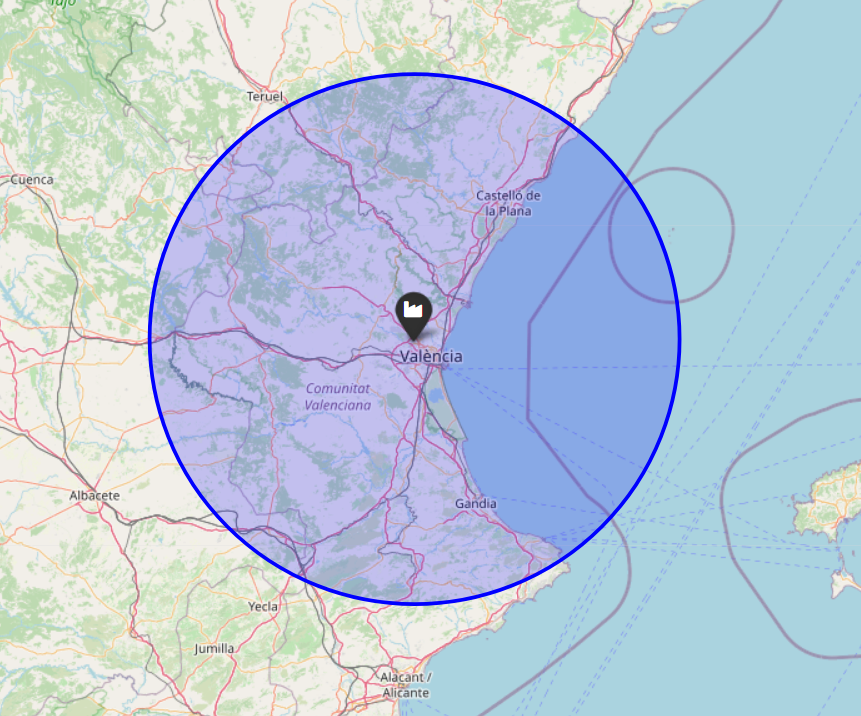 Tajo
Teruel
Cuenca
Castelló de
la Plana
València
Comunitat
Valenciana
Albacete
Gandia
Yecla
Jumilla
Alacant /
Alicante